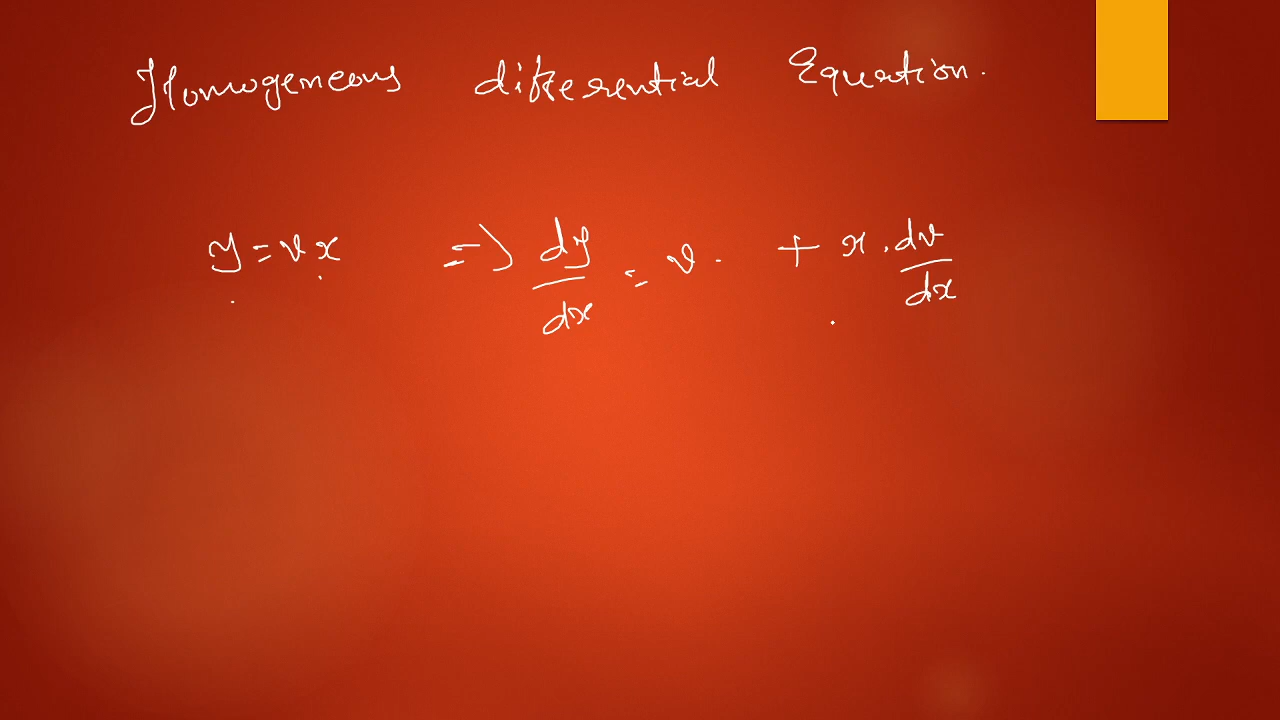 Homogeneous differential Equation.
y = vx => dy/dx = v. + x.dv/dx